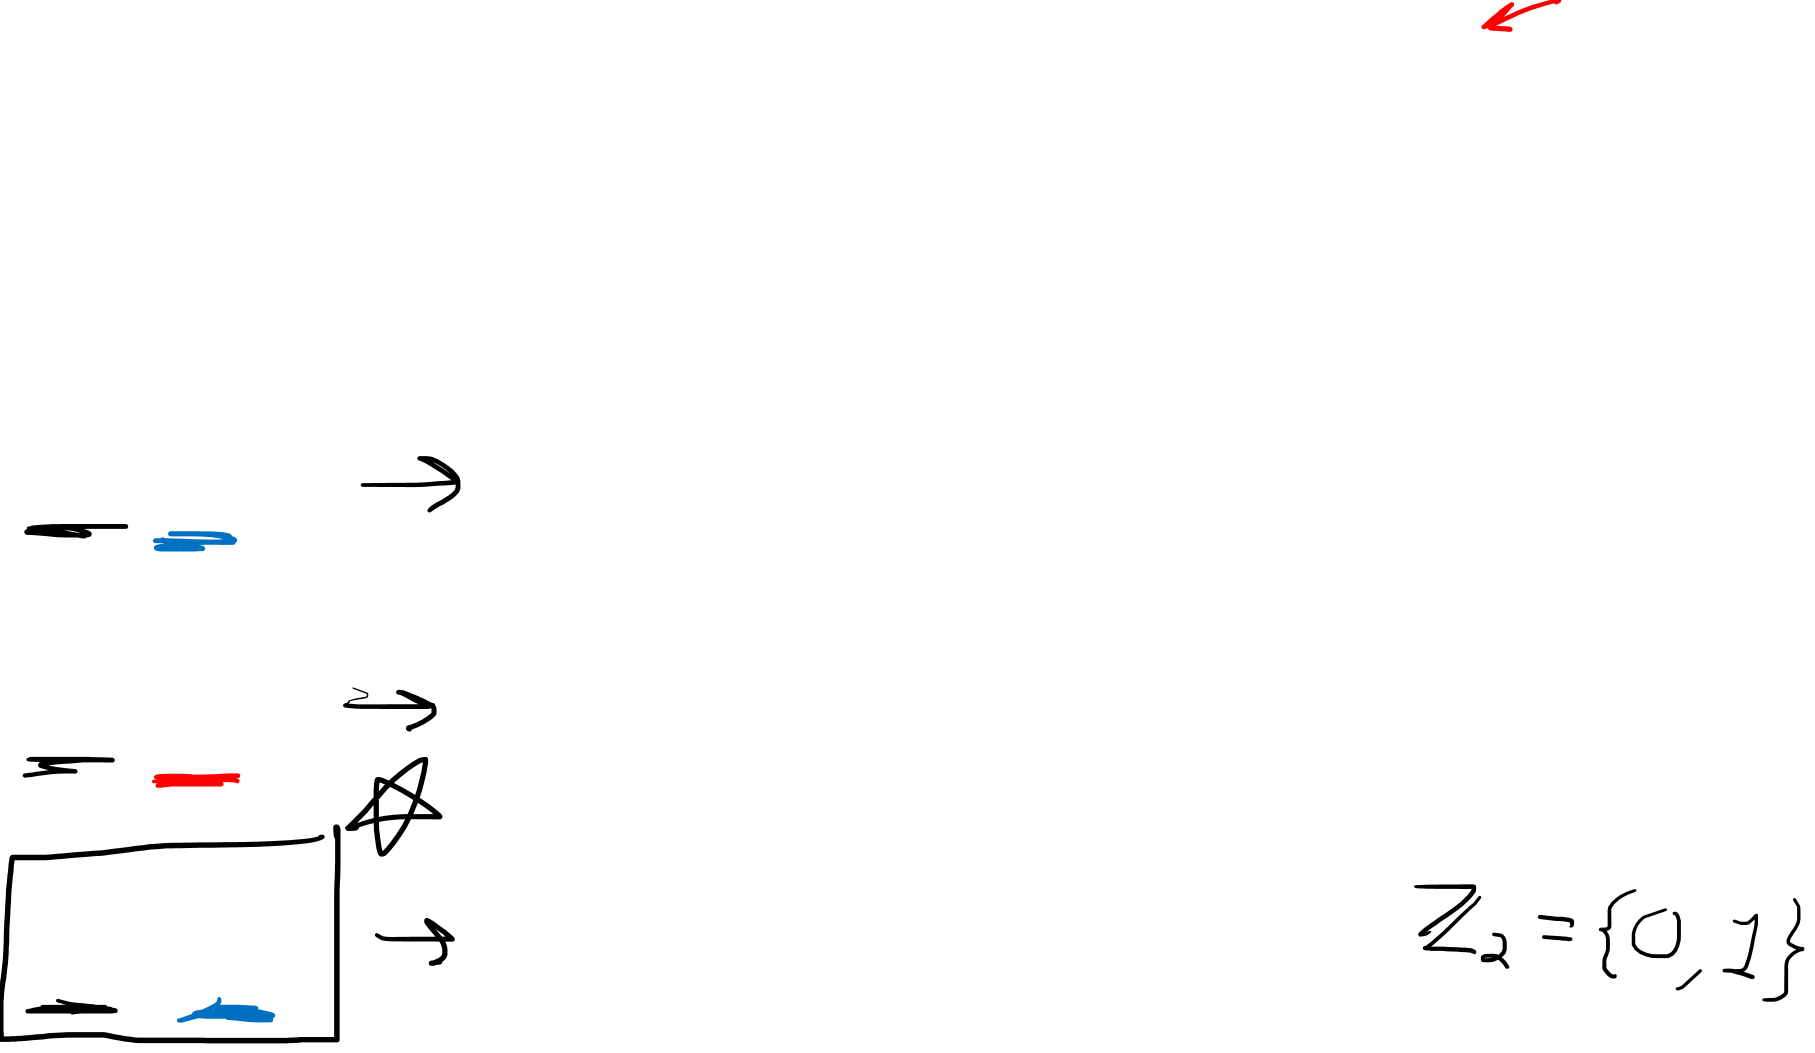 ℤ₂ = {0, 1}